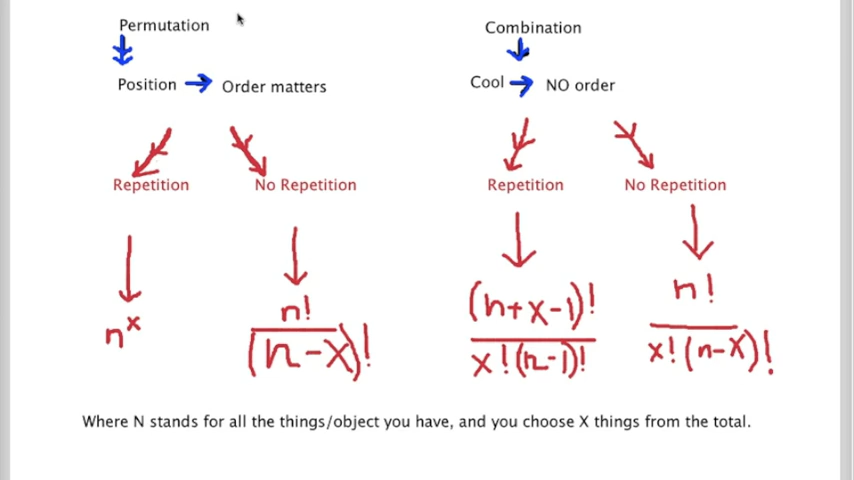 Permutation
Combination
Position
Order matters
Cool
NO order
Repetition
No Repetition
Repetition
No Repetition
n^x
n!
(n-x)!
(n+x-1)!
x!(n-1)!
n!
x!(n-x)!
Where N stands for all the things/object you have, and you choose X things from the total.